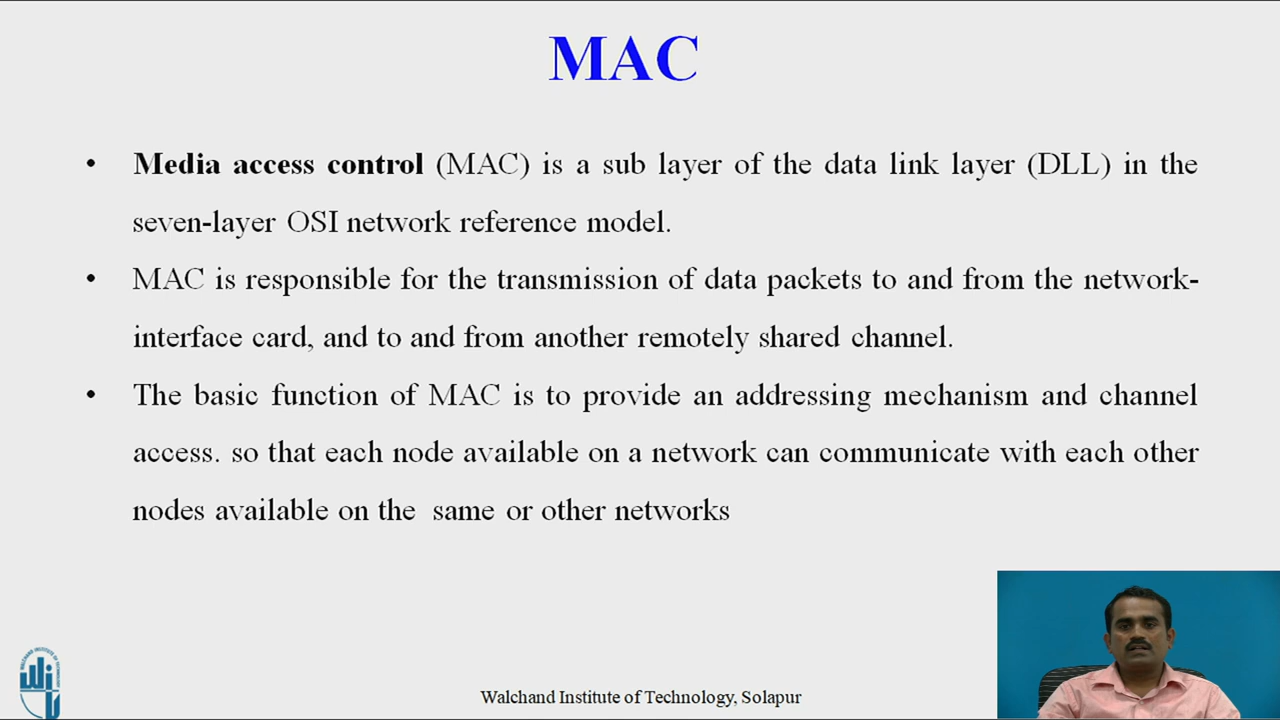 MAC
• Media access control (MAC) is a sub layer of the data link layer (DLL) in the
seven-layer OSI network reference model.
• MAC is responsible for the transmission of data packets to and from the network-
interface card, and to and from another remotely shared channel.
• The basic function of MAC is to provide an addressing mechanism and channel
access. so that each node available on a network can communicate with each other
nodes available on the same or other networks
Walchand Institute of Technology, Solapur